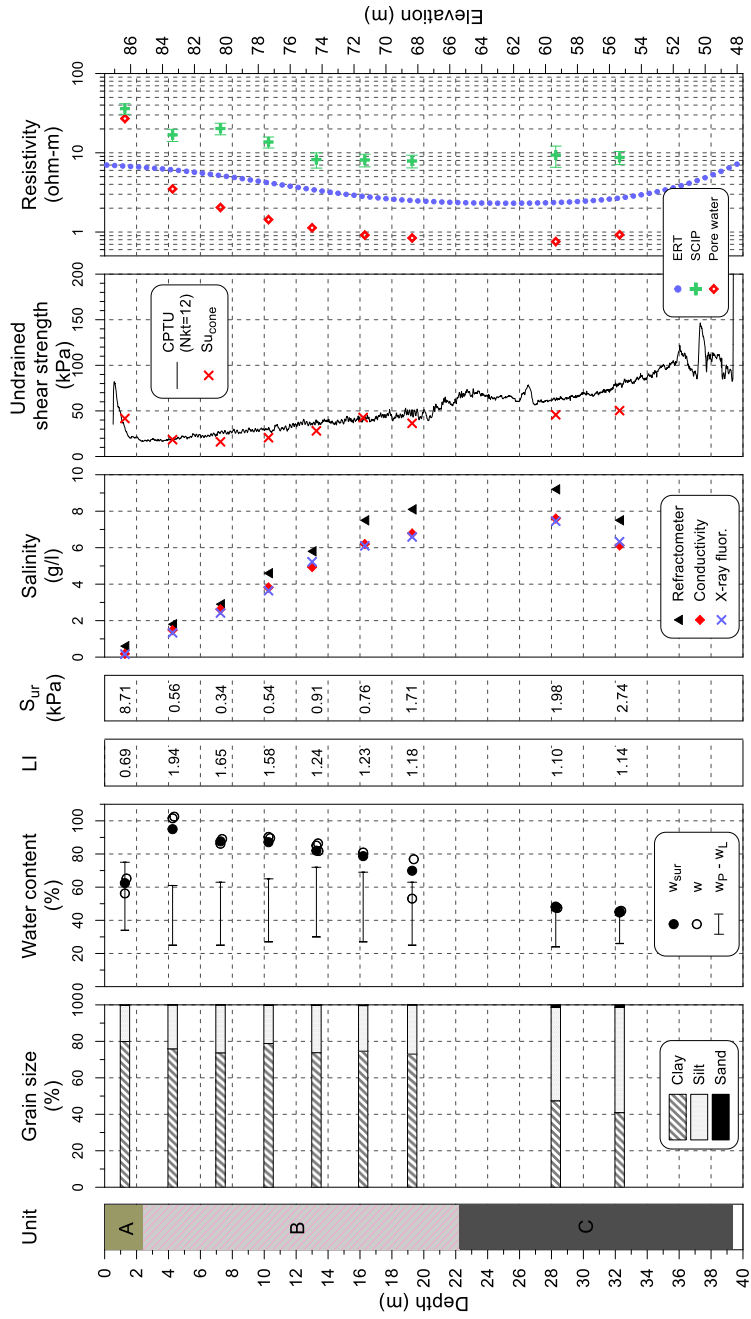 Unit
Grain size
(%)
Water content
(%)
LI
S_ur
(kPa)
Salinity
(g/l)
Undrained
shear strength
(kPa)
Resistivity
(ohm-m)
0 20 40 60 80 100
0 20 40 60 80 100
0 2 4 6 8 10
0 50 100 150 200
1 10 100
Depth (m)
0
2
4
6
8
10
12
14
16
18
20
22
24
26
28
30
32
34
36
38
40
A
B
C
0.69
1.94
1.65
1.58
1.24
1.23
1.18
1.10
1.14
8.71
0.56
0.34
0.54
0.91
0.76
1.71
1.98
2.74
Clay
Silt
Sand
w_sur
w
w_P - w_L
Refractometer
Conductivity
X-ray fluor.
CPTU
(Nkt=12)
Su_cone
ERT
SCIP
Pore water
Elevation (m)
86
84
82
80
78
76
74
72
70
68
66
64
62
60
58
56
54
52
50
48